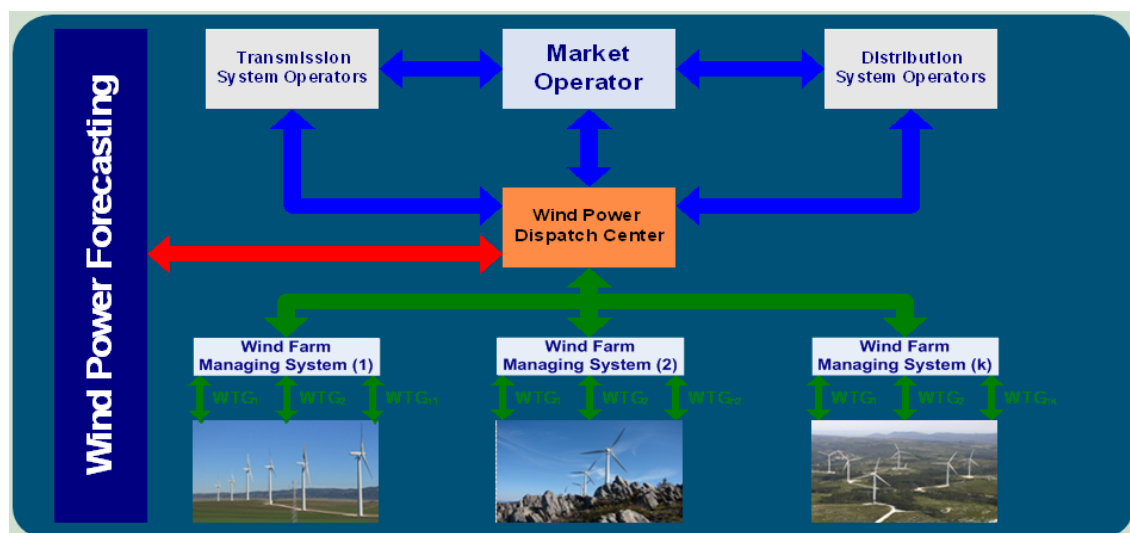 Wind Power Forecasting
Transmission
System Operators
Market
Operator
Distribution
System Operators
Wind Power
Dispatch Center
Wind Farm
Managing System (1)
Wind Farm
Managing System (2)
Wind Farm
Managing System (k)
WTG₁ WTG₂
WTG₁ WTG₂
WTG₁ WTG₂